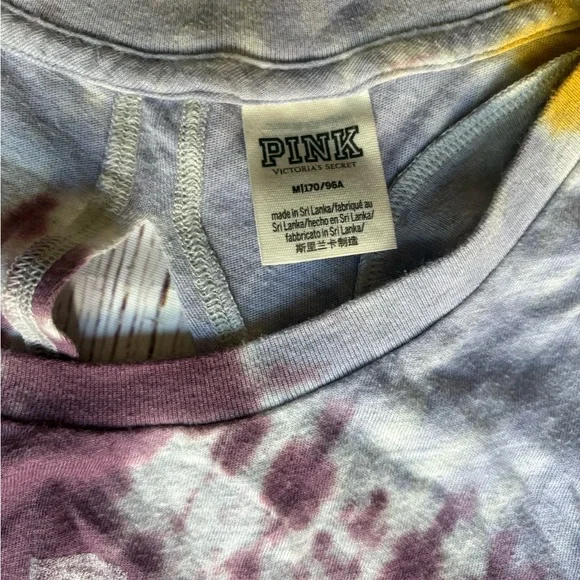 PINK
VICTORIA'S SECRET
M|170/96A
made in Sri Lanka/fabriqué au
Sri Lanka/hecho en Sri Lanka/
fabbricato in Sri Lanka/
斯里兰卡制造